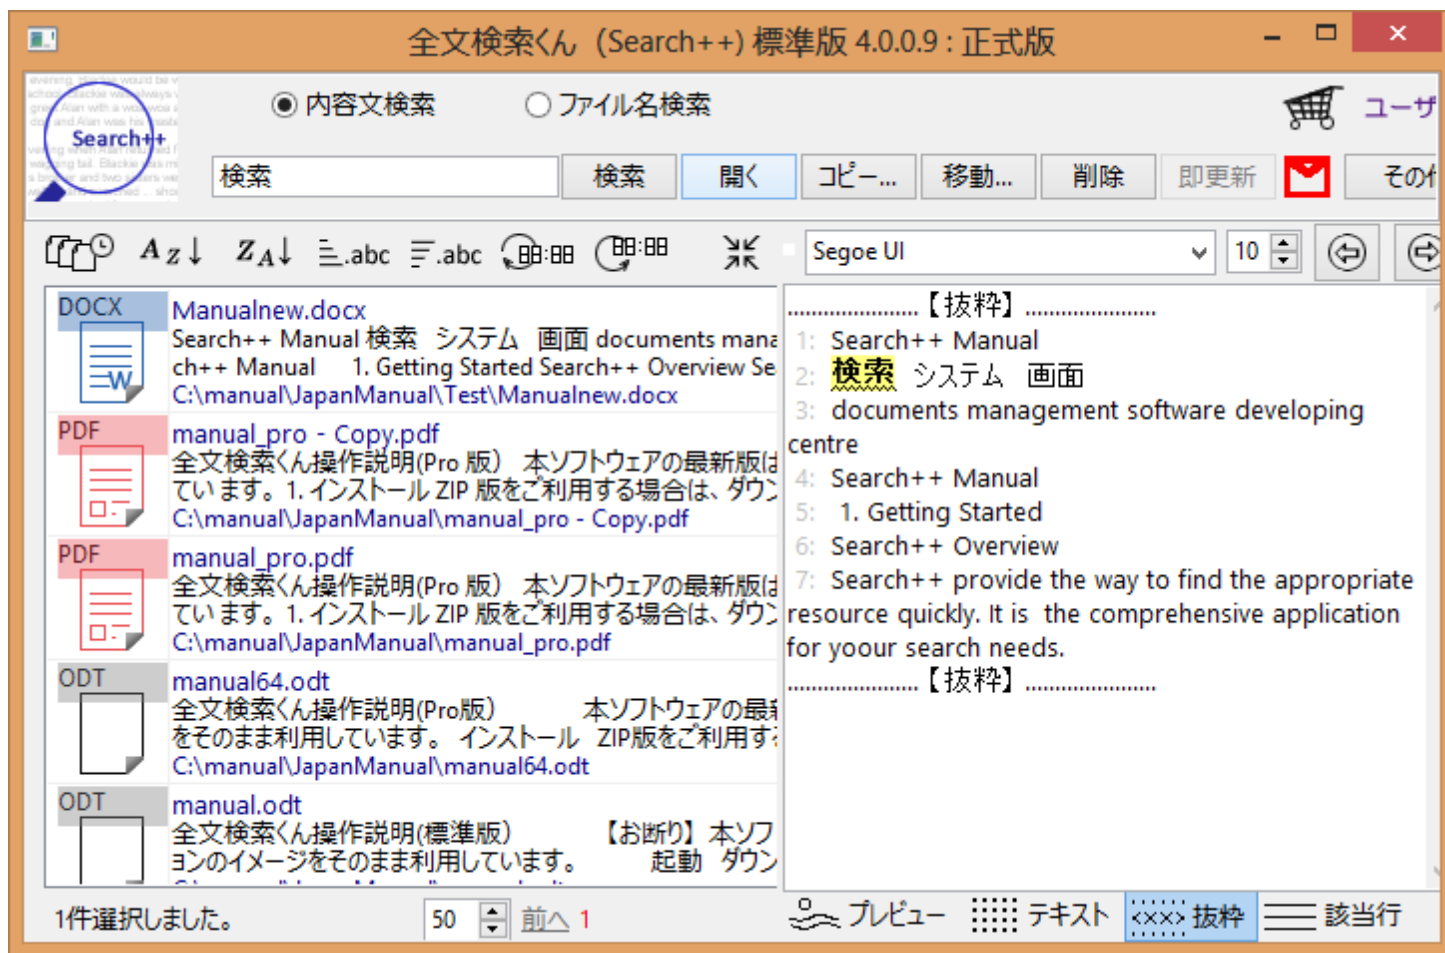 全文検索くん（Search++) 標準版 4.0.0.9 : 正式版
Search++
内容文検索 ファイル名検索
ユーザ
検索 検索 開く コピー... 移動... 削除 即更新 その
A Z↓ Z A↓ .abc .abc 88:88 88:88 Segoe UI 10
DOCX
Manualnew.docx
Search++ Manual 検索 システム 画面 documents mana
ch++ Manual 1. Getting Started Search++ Overview Se
C:\manual\JapanManual\Test\Manualnew.docx
PDF
manual_pro - Copy.pdf
全文検索くん操作説明(Pro 版) 本ソフトウェアの最新版は
ています。1. インストール ZIP 版をご利用する場合は、ダウン
C:\manual\JapanManual\manual_pro - Copy.pdf
PDF
manual_pro.pdf
全文検索くん操作説明(Pro 版) 本ソフトウェアの最新版は
ています。1. インストール ZIP 版をご利用する場合は、ダウン
C:\manual\JapanManual\manual_pro.pdf
ODT
manual64.odt
全文検索くん操作説明(Pro版) 本ソフトウェアの最新
をそのまま利用しています。 インストール ZIP版をご利用する
C:\manual\JapanManual\manual64.odt
ODT
manual.odt
全文検索くん操作説明(標準版) 【お断り】本ソフ
ョンのイメージをそのまま利用しています。 起動 ダウン
......................【抜粋】......................
1: Search++ Manual
2: 検索 システム 画面
3: documents management software developing
centre
4: Search++ Manual
5: 1. Getting Started
6: Search++ Overview
7: Search++ provide the way to find the appropriate
resource quickly. It is the comprehensive application
for yoour search needs.
......................【抜粋】......................
1件選択しました。 50 前へ 1
プレビュー テキスト 抜粋 該当行